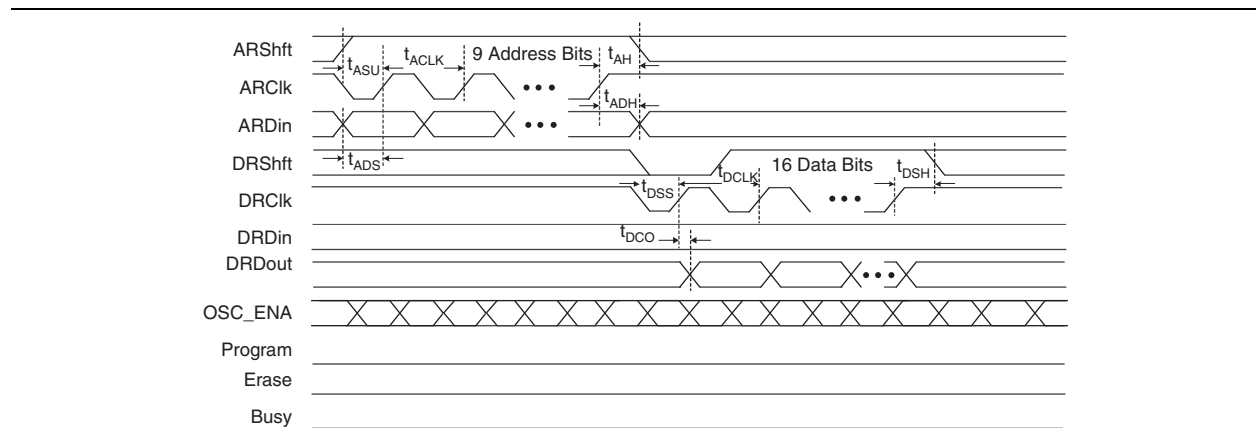 ARShft
tASU
tACLK
9 Address Bits
tAH
ARClk
tADH
ARDin
tADS
DRShft
16 Data Bits
tDSS
tDCLK
tDSH
DRClk
DRDin
tDCO
DRDout
OSC_ENA
Program
Erase
Busy